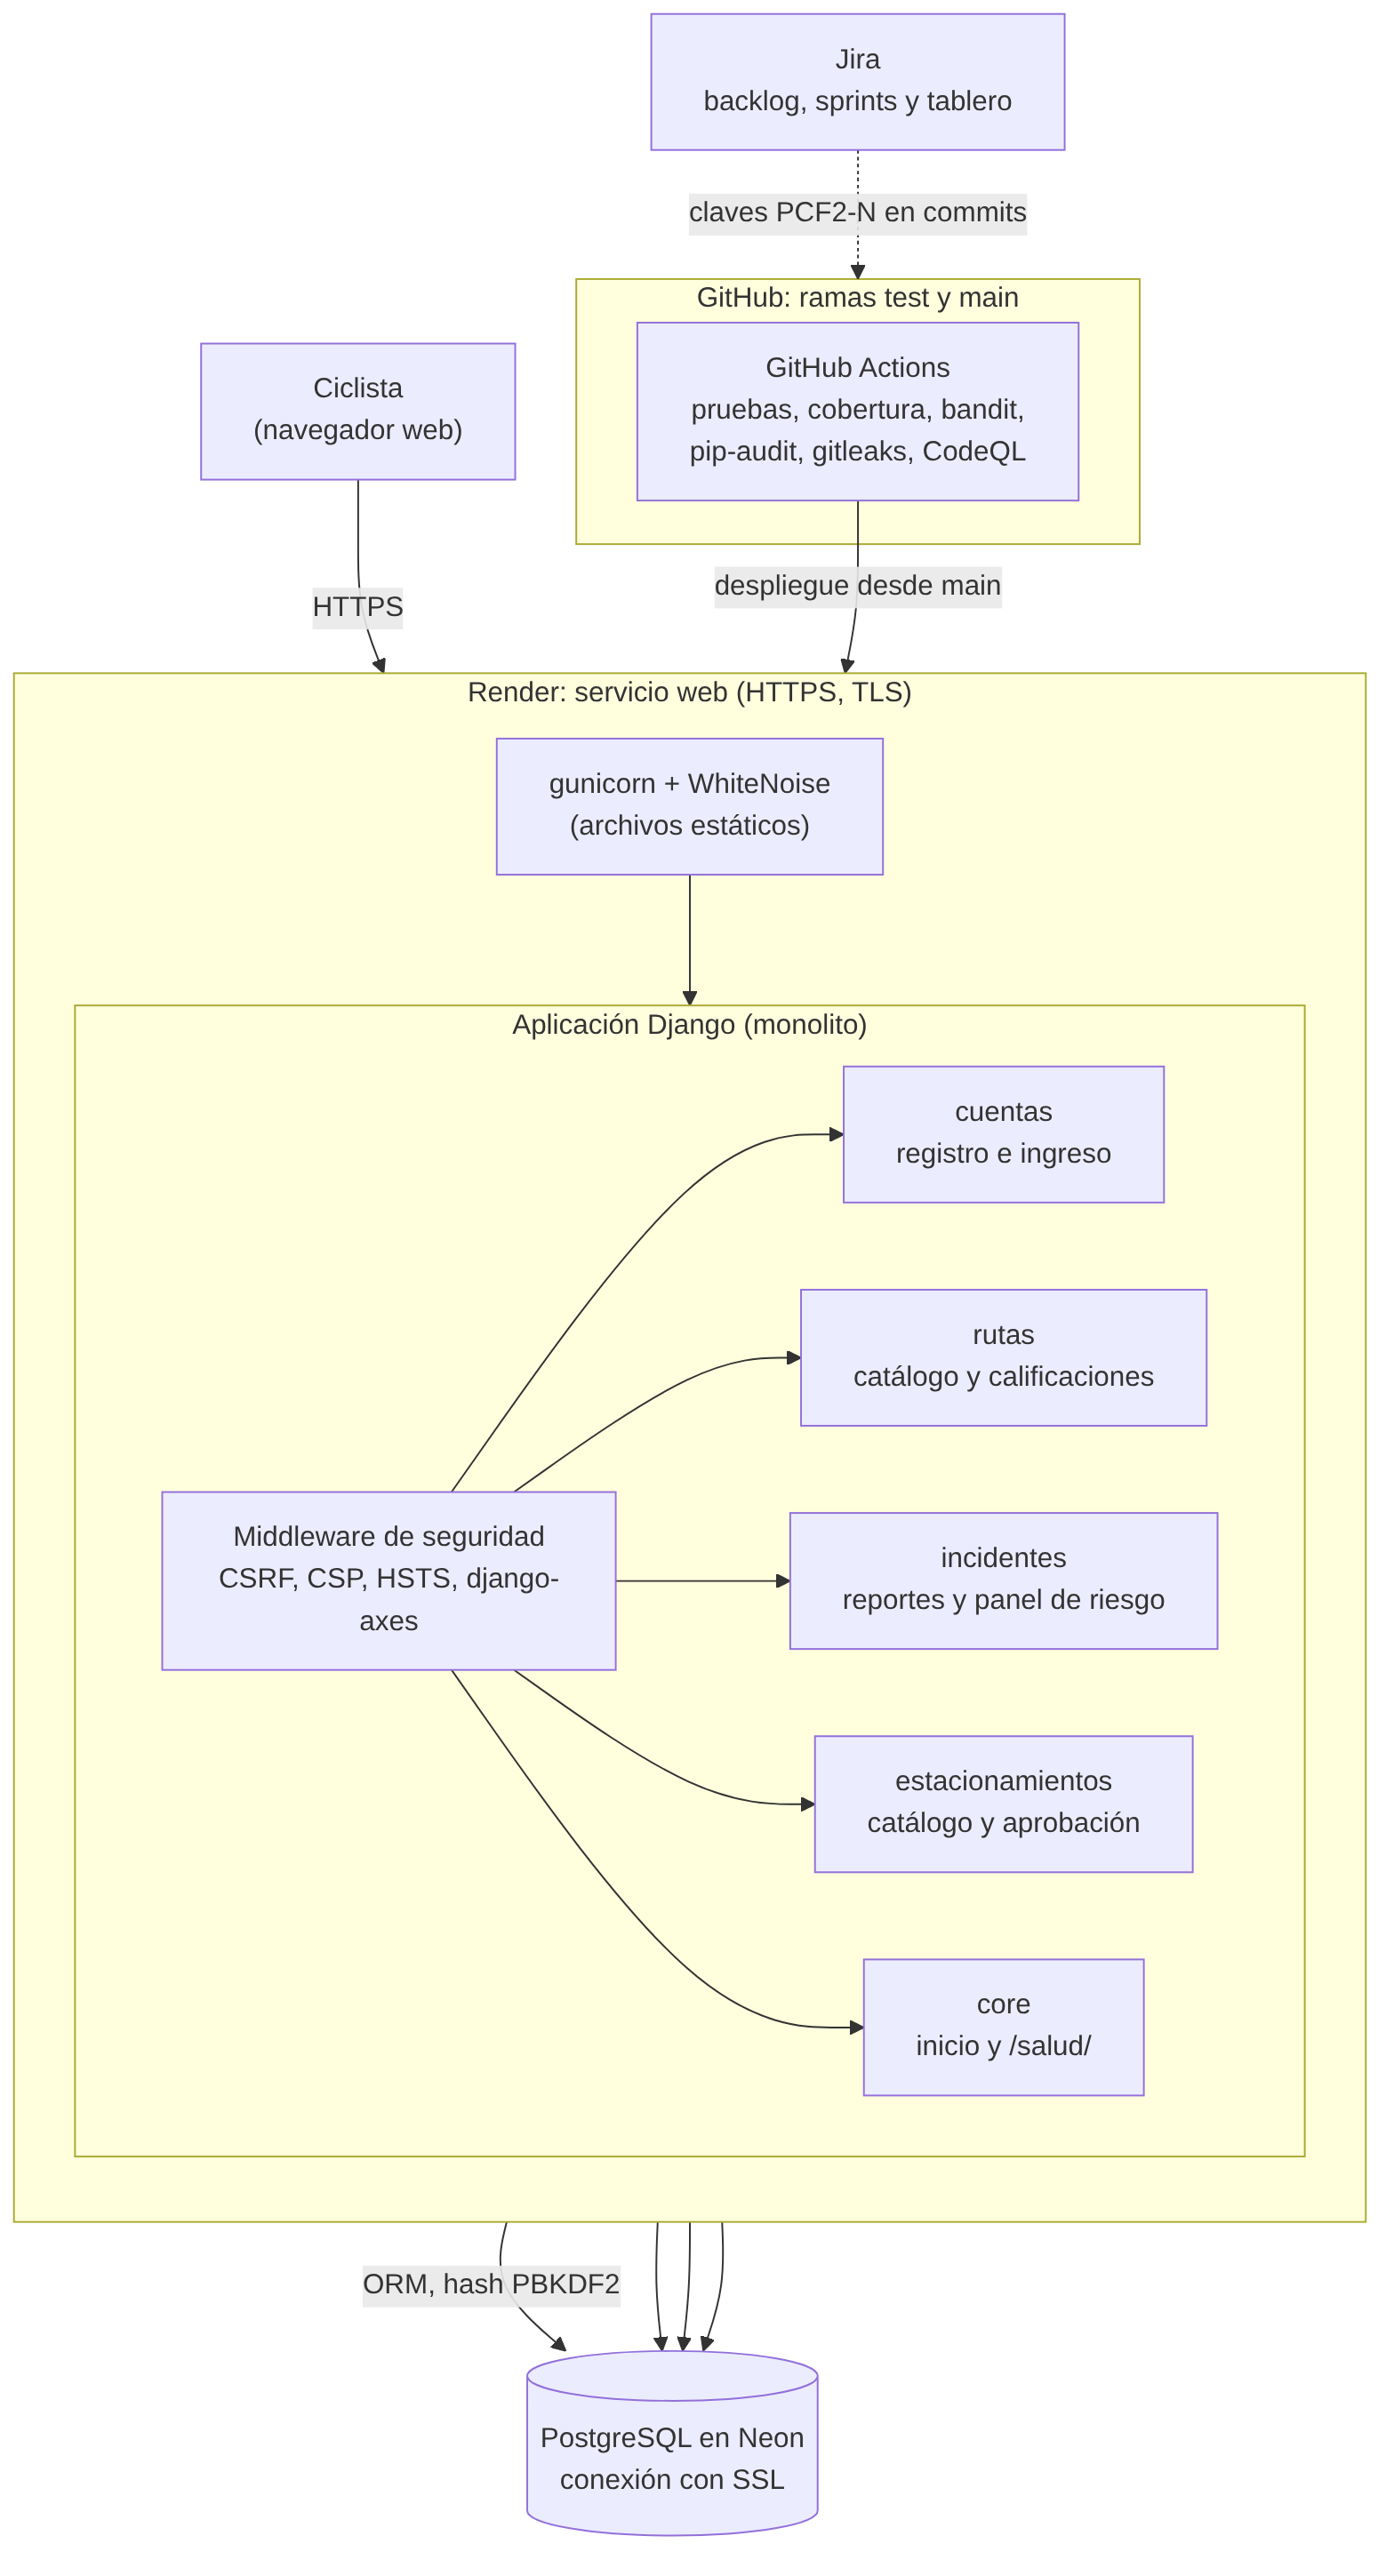 Jira
backlog, sprints y tablero
claves PCF2-N en commits
GitHub: ramas test y main
GitHub Actions
pruebas, cobertura, bandit,
pip-audit, gitleaks, CodeQL
Ciclista
(navegador web)
HTTPS
despliegue desde main
Render: servicio web (HTTPS, TLS)
gunicorn + WhiteNoise
(archivos estáticos)
Aplicación Django (monolito)
cuentas
registro e ingreso
rutas
catálogo y calificaciones
Middleware de seguridad
CSRF, CSP, HSTS, django-
axes
incidentes
reportes y panel de riesgo
estacionamientos
catálogo y aprobación
core
inicio y /salud/
ORM, hash PBKDF2
PostgreSQL en Neon
conexión con SSL